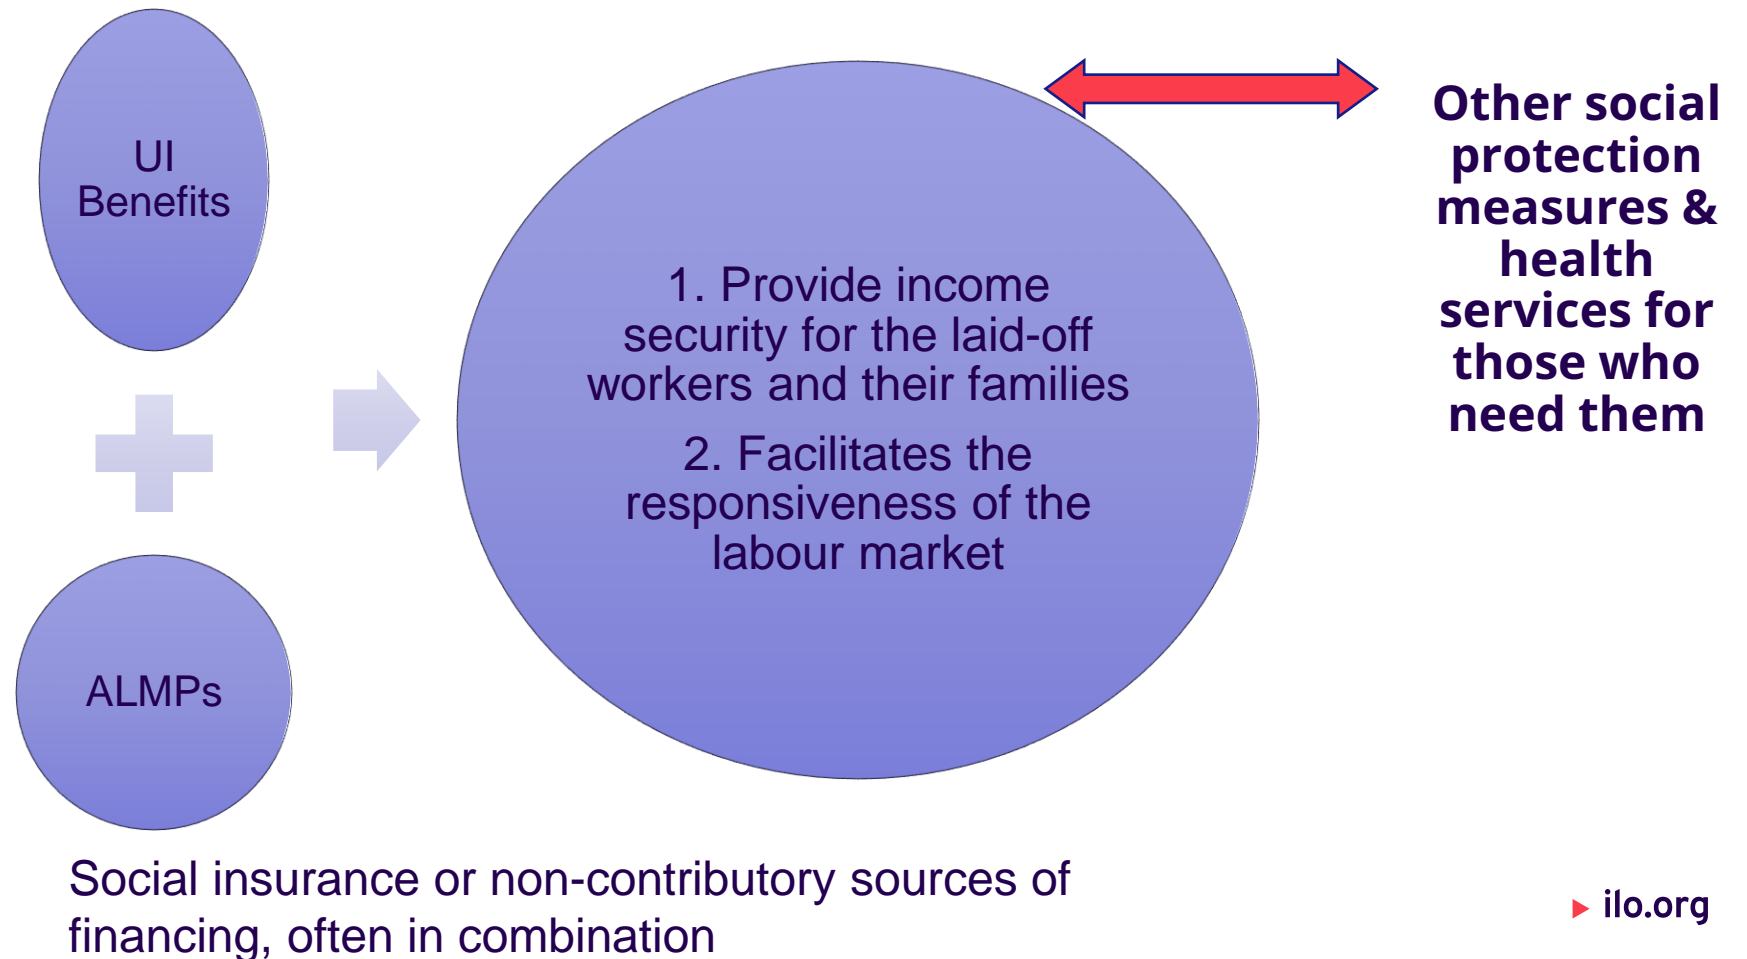 UI
Benefits
ALMPs
1. Provide income
security for the laid-off
workers and their families
2. Facilitates the
responsiveness of the
labour market
Other social
protection
measures &
health
services for
those who
need them
Social insurance or non-contributory sources of
financing, often in combination
ilo.org